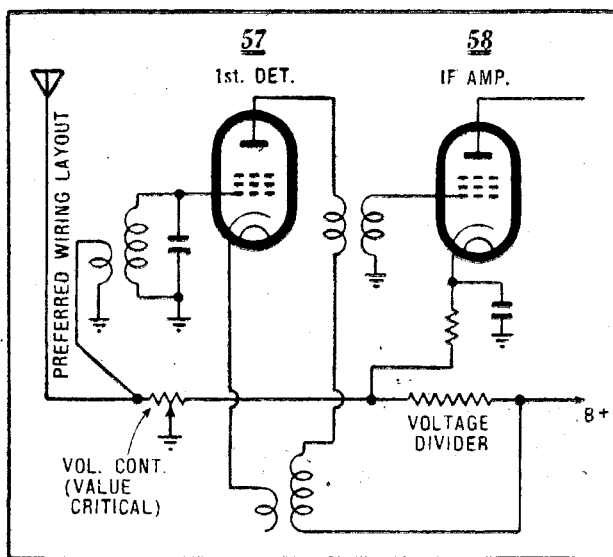 57
1st. DET.
58
IF AMP.
PREFERRED WIRING LAYOUT
VOL. CONT.
(VALUE
CRITICAL)
VOLTAGE
DIVIDER
B+